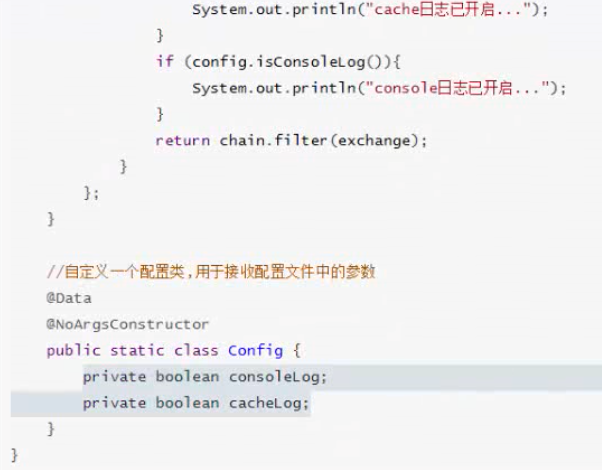 System.out.println("cache日志已开启...");
}
if (config.isConsoleLog()){
System.out.println("console日志已开启...");
}
return chain.filter(exchange);
}
};
}
//自定义一个配置类,用于接收配置文件中的参数
@Data
@NoArgsConstructor
public static class Config {
private boolean consoleLog;
private boolean cacheLog;
}
}